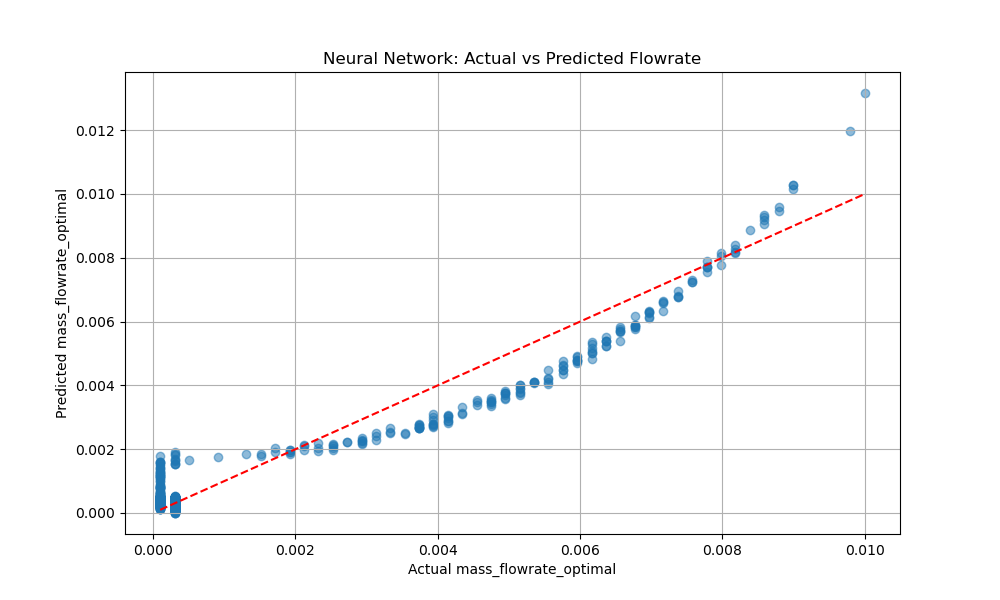 Neural Network: Actual vs Predicted Flowrate
Predicted mass_flowrate_optimal
0.012
0.010
0.008
0.006
0.004
0.002
0.000
0.000 0.002 0.004 0.006 0.008 0.010
Actual mass_flowrate_optimal